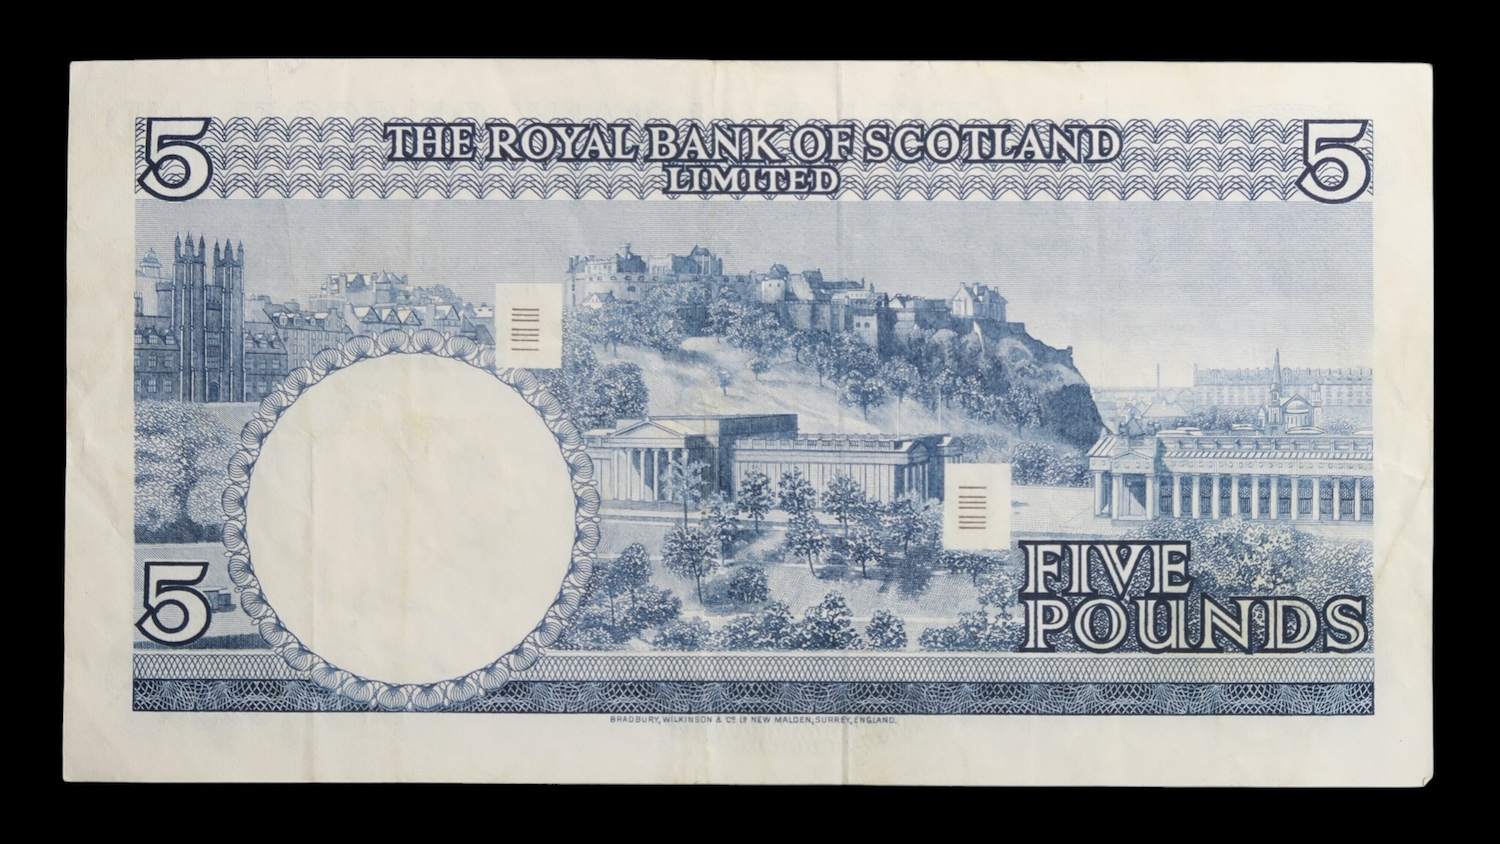 5 THE ROYAL BANK OF SCOTLAND 5
LIMITED
5 FIVE
POUNDS
BRADBURY, WILKINSON & Co. Ld. NEW MALDEN, SURREY, ENGLAND.